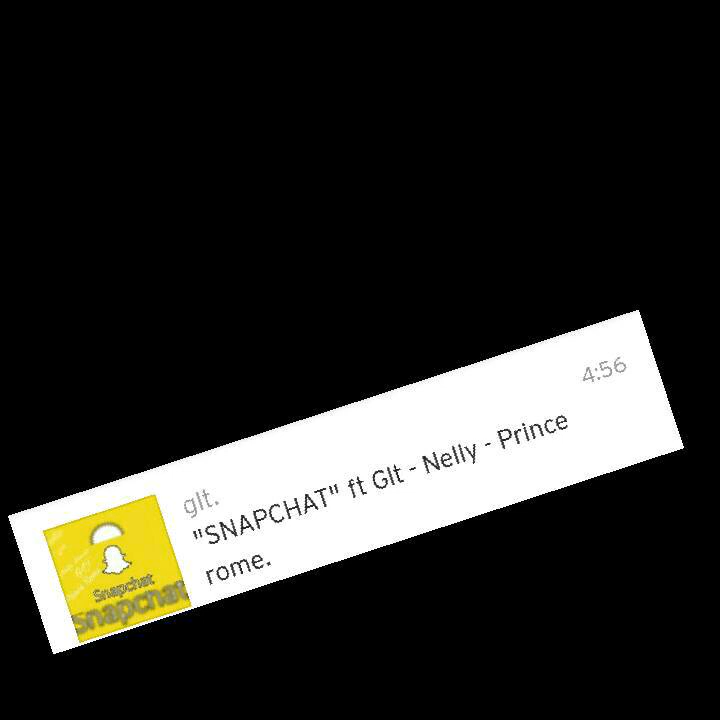 4:56
glt.
"SNAPCHAT" ft Glt - Nelly - Prince
rome.
Snapchat
snapchat